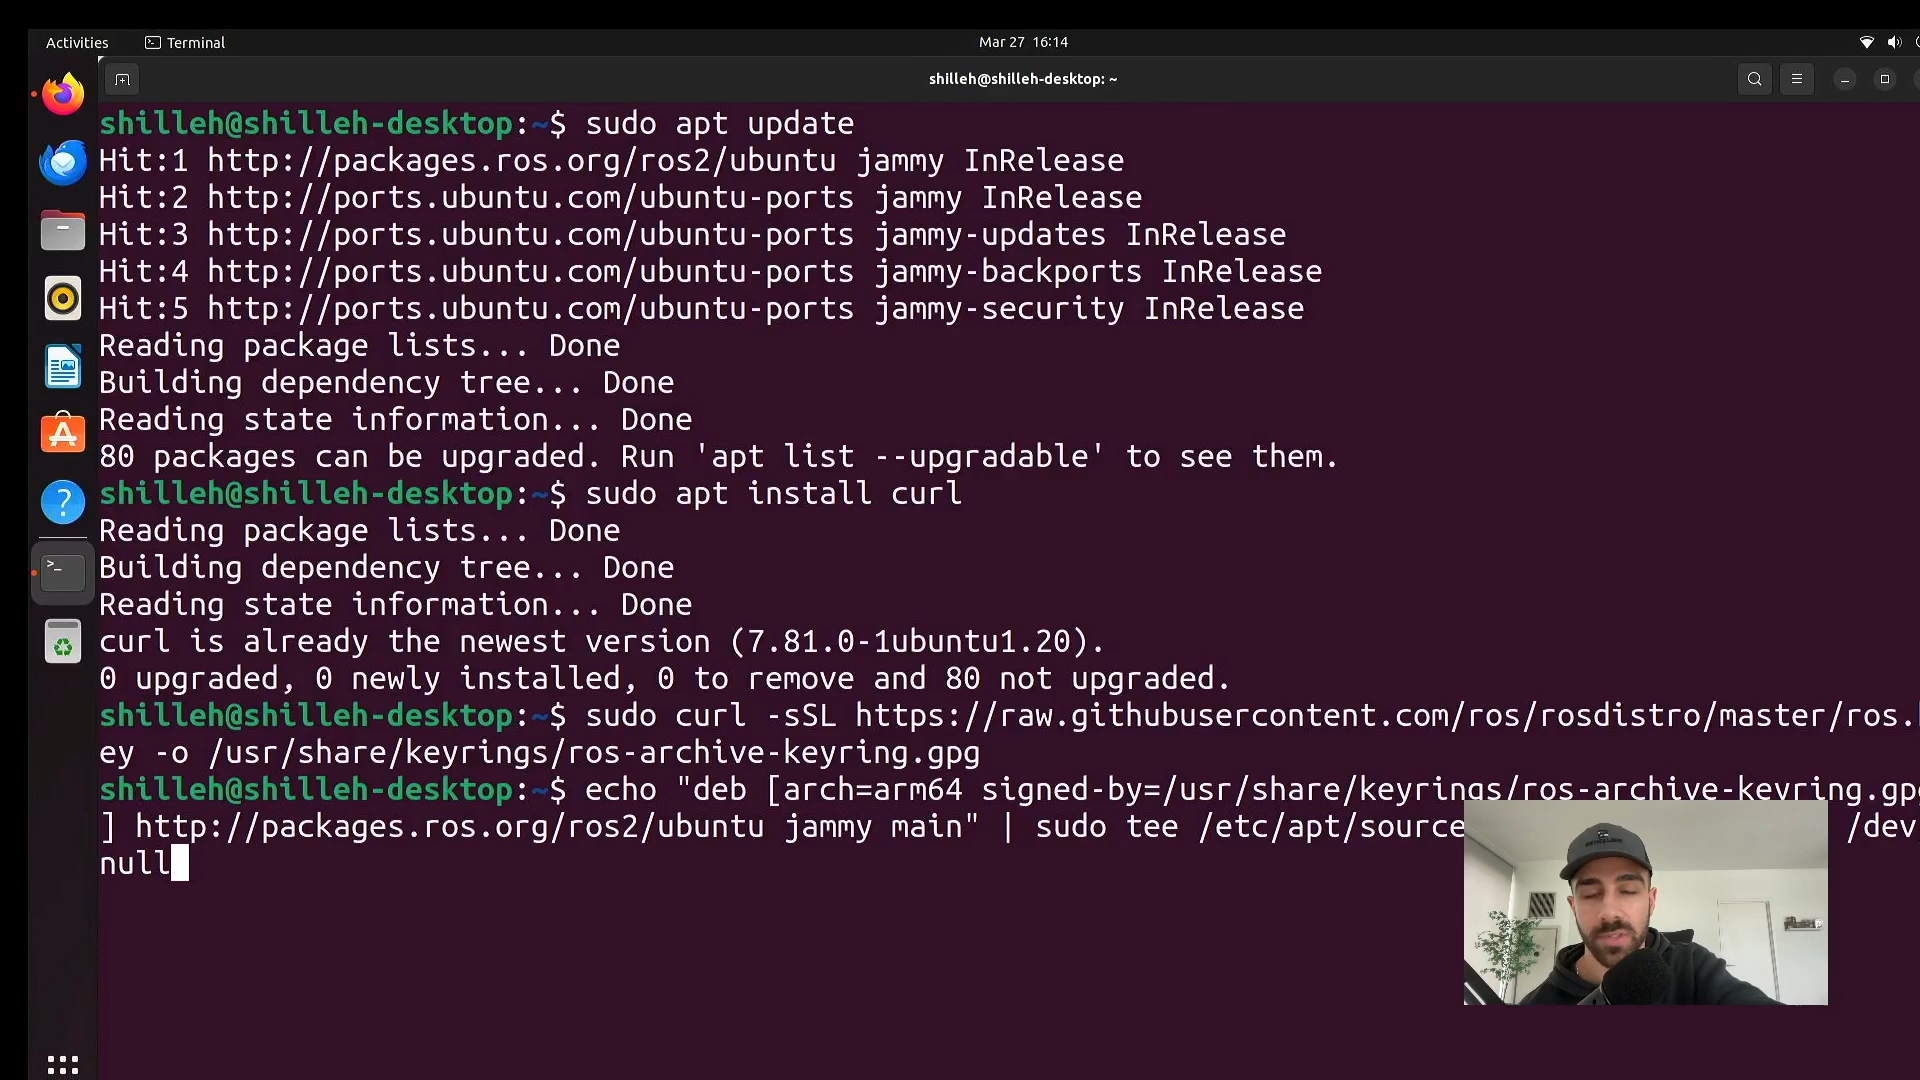 Activities Terminal Mar 27 16:14
shilleh@shilleh-desktop: ~
shilleh@shilleh-desktop:~$ sudo apt update
Hit:1 http://packages.ros.org/ros2/ubuntu jammy InRelease
Hit:2 http://ports.ubuntu.com/ubuntu-ports jammy InRelease
Hit:3 http://ports.ubuntu.com/ubuntu-ports jammy-updates InRelease
Hit:4 http://ports.ubuntu.com/ubuntu-ports jammy-backports InRelease
Hit:5 http://ports.ubuntu.com/ubuntu-ports jammy-security InRelease
Reading package lists... Done
Building dependency tree... Done
Reading state information... Done
80 packages can be upgraded. Run 'apt list --upgradable' to see them.
shilleh@shilleh-desktop:~$ sudo apt install curl
Reading package lists... Done
Building dependency tree... Done
Reading state information... Done
curl is already the newest version (7.81.0-1ubuntu1.20).
0 upgraded, 0 newly installed, 0 to remove and 80 not upgraded.
shilleh@shilleh-desktop:~$ sudo curl -sSL https://raw.githubusercontent.com/ros/rosdistro/master/ros.
ey -o /usr/share/keyrings/ros-archive-keyring.gpg
shilleh@shilleh-desktop:~$ echo "deb [arch=arm64 signed-by=/usr/share/keyrings/ros-archive-keyring.gpg
] http://packages.ros.org/ros2/ubuntu jammy main" | sudo tee /etc/apt/source /dev
null